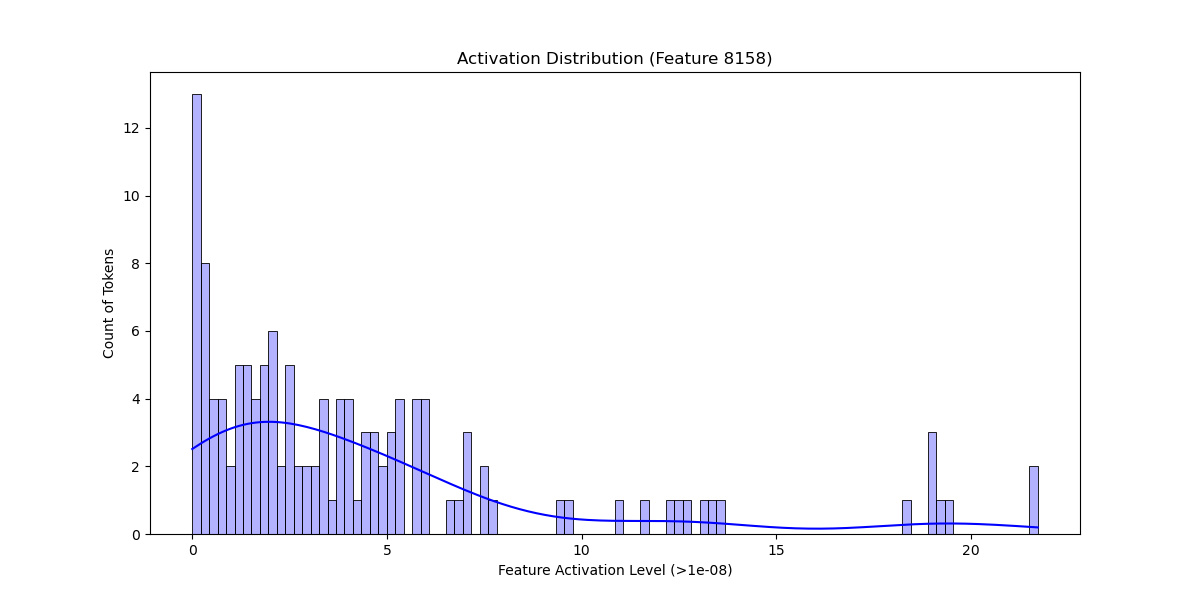 Activation Distribution (Feature 8158)
12
10
8
6
4
2
0
Count of Tokens
0 5 10 15 20
Feature Activation Level (>1e-08)